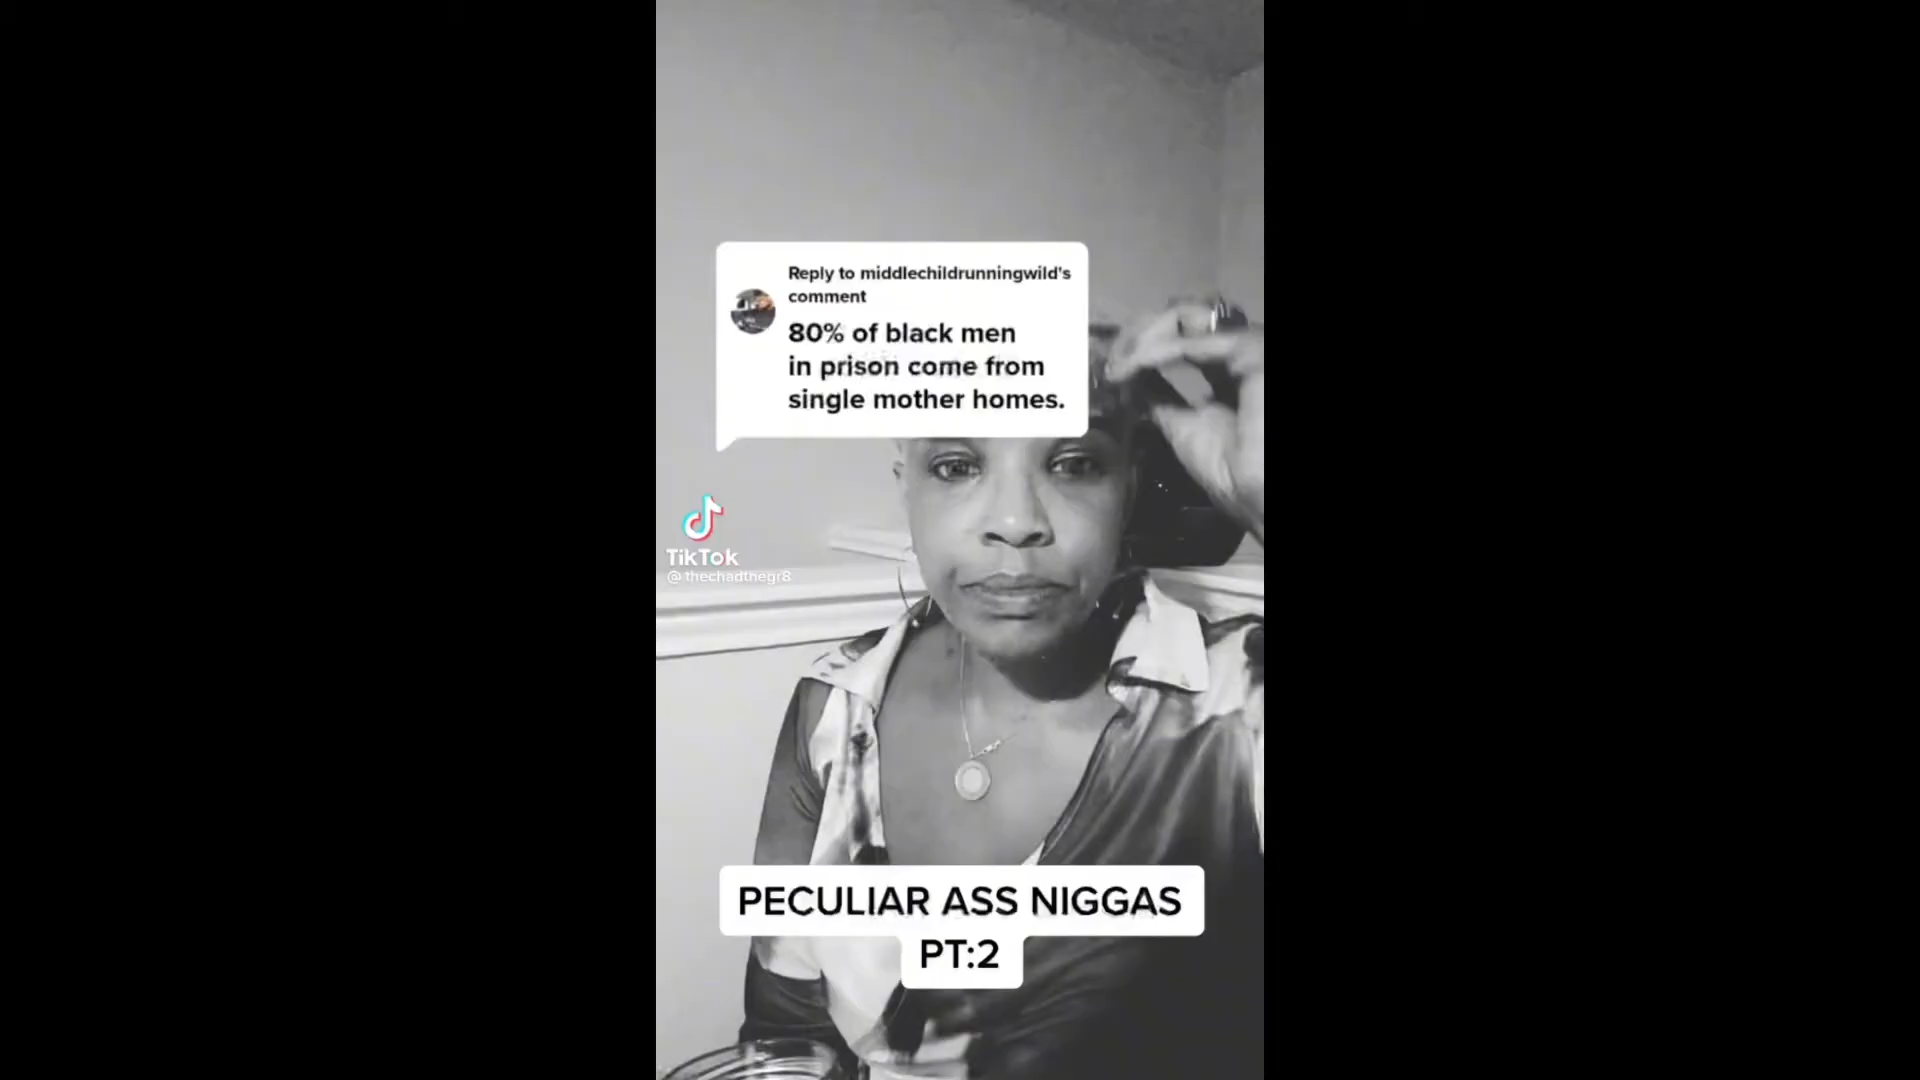 Reply to middlechildrunningwild's
comment
80% of black men
in prison come from
single mother homes.
TikTok
@thechadthegr8
PECULIAR ASS NIGGAS
PT:2